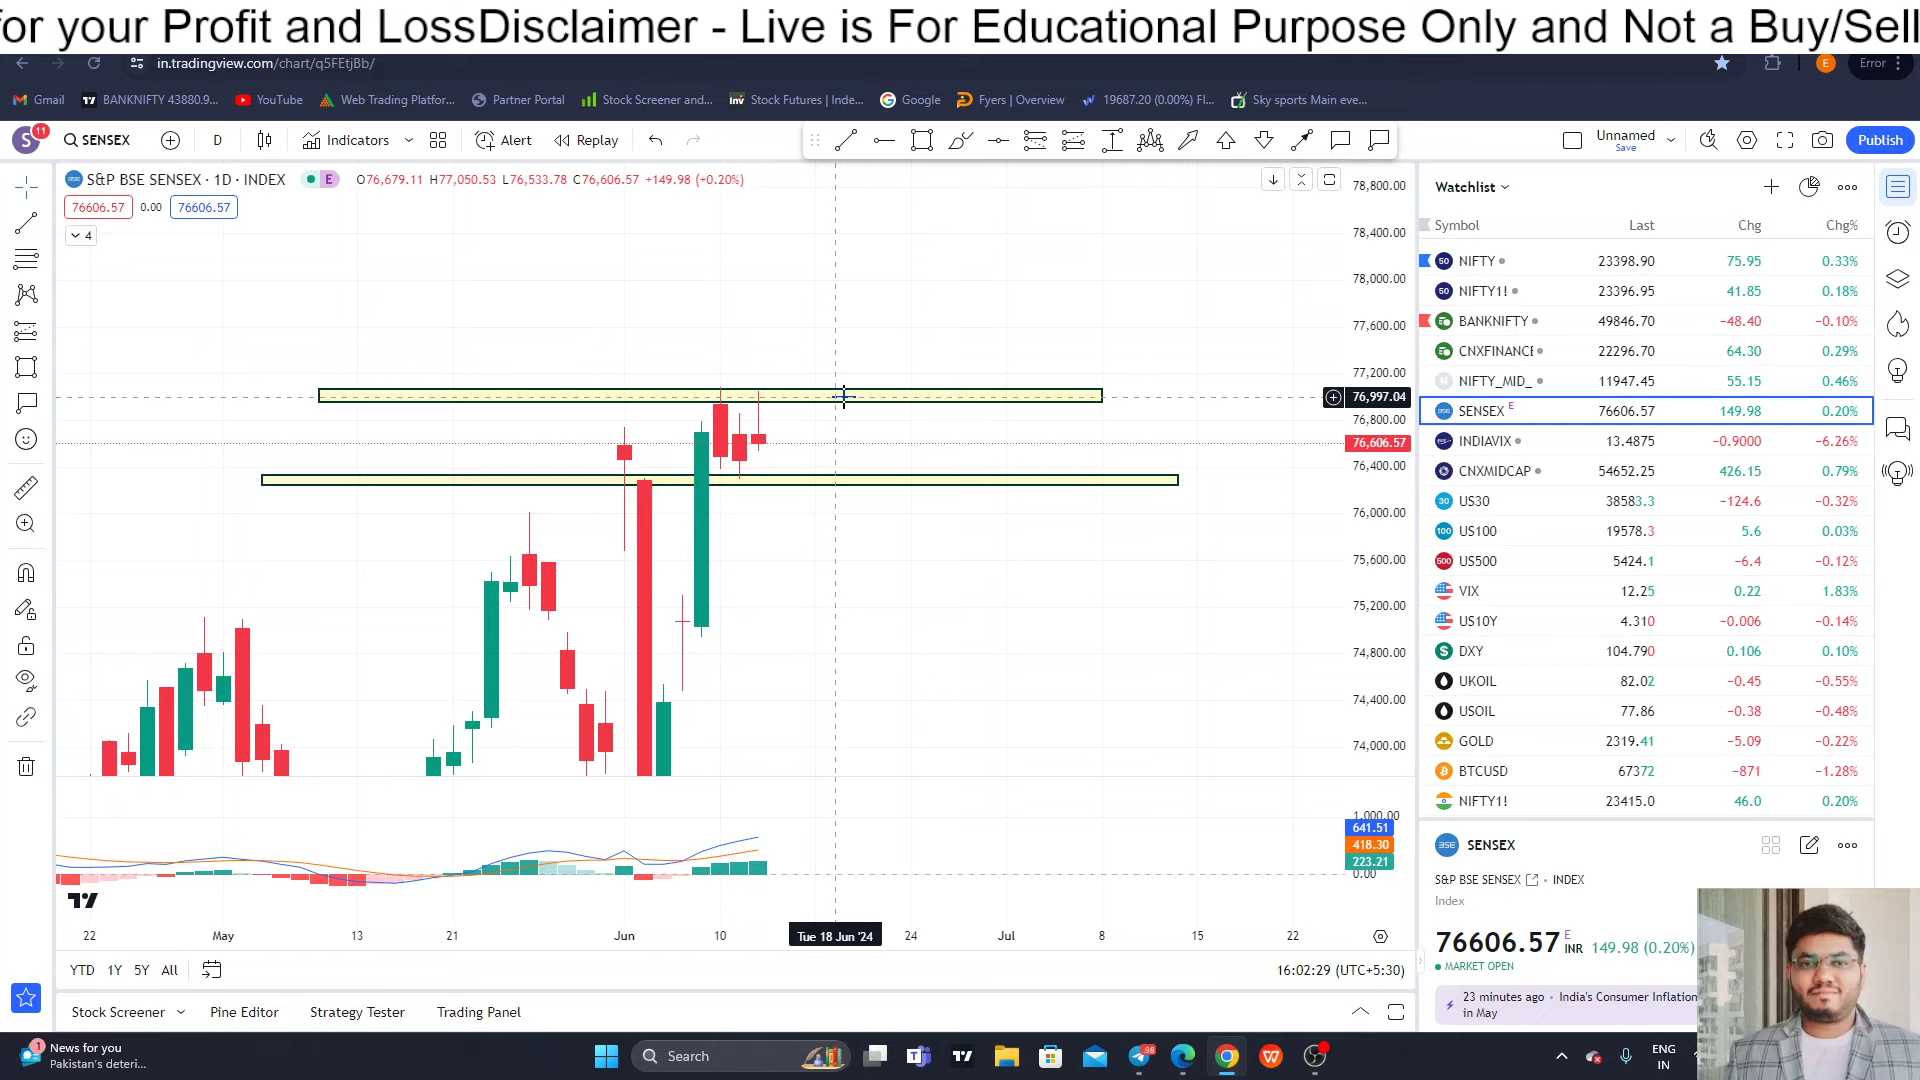 or your Profit and LossDisclaimer - Live is For Educational Purpose Only and Not a Buy/Sell
in.tradingview.com/chart/q5FEtjBb/
E
Error
Gmail
BANKNIFTY 43880.9...
YouTube
Web Trading Platfor...
Partner Portal
Stock Screener and...
Inv Stock Futures | Inde...
Google
Fyers | Overview
19687.20 (0.00%) Fl...
Sky sports Main eve...
S 11
SENSEX
D
Indicators
Alert
Replay
Unnamed
Save
Publish
S&P BSE SENSEX · 1D · INDEX
E
O76,679.11 H77,050.53 L76,533.78 C76,606.57 +149.98 (+0.20%)
76606.57 0.00 76606.57
4
78,800.00
78,400.00
78,000.00
77,600.00
77,200.00
76,997.04
76,800.00
76,606.57
76,400.00
76,000.00
75,600.00
75,200.00
74,800.00
74,400.00
74,000.00
1,000.00
641.51
418.30
223.21
0.00
22 May 13 21 Jun 10 Tue 18 Jun '24 24 Jul 8 15 22
YTD 1Y 5Y All
16:02:29 (UTC+5:30)
Stock Screener
Pine Editor
Strategy Tester
Trading Panel
Watchlist
Symbol Last Chg Chg%
50 NIFTY 23398.90 75.95 0.33%
50 NIFTY1! 23396.95 41.85 0.18%
BANKNIFTY 49846.70 −48.40 −0.10%
CNXFINANCE 22296.70 64.30 0.29%
N NIFTY_MID_ 11947.45 55.15 0.46%
SENSEX E 76606.57 149.98 0.20%
INDIAVIX 13.4875 −0.9000 −6.26%
CNXMIDCAP 54652.25 426.15 0.79%
30 US30 38583.3 −124.6 −0.32%
100 US100 19578.3 5.6 0.03%
500 US500 5424.1 −6.4 −0.12%
VIX 12.25 0.22 1.83%
US10Y 4.310 −0.006 −0.14%
$ DXY 104.790 0.106 0.10%
UKOIL 82.02 −0.45 −0.55%
USOIL 77.86 −0.38 −0.48%
GOLD 2319.41 −5.09 −0.22%
BTCUSD 67372 −871 −1.28%
NIFTY1! 23415.0 46.0 0.20%
BSE SENSEX
S&P BSE SENSEX • INDEX
Index
76606.57 E INR 149.98 (0.20%)
MARKET OPEN
23 minutes ago • India's Consumer Inflation
in May
1
News for you
Pakistan's deteri...
Search
98
ENG
IN